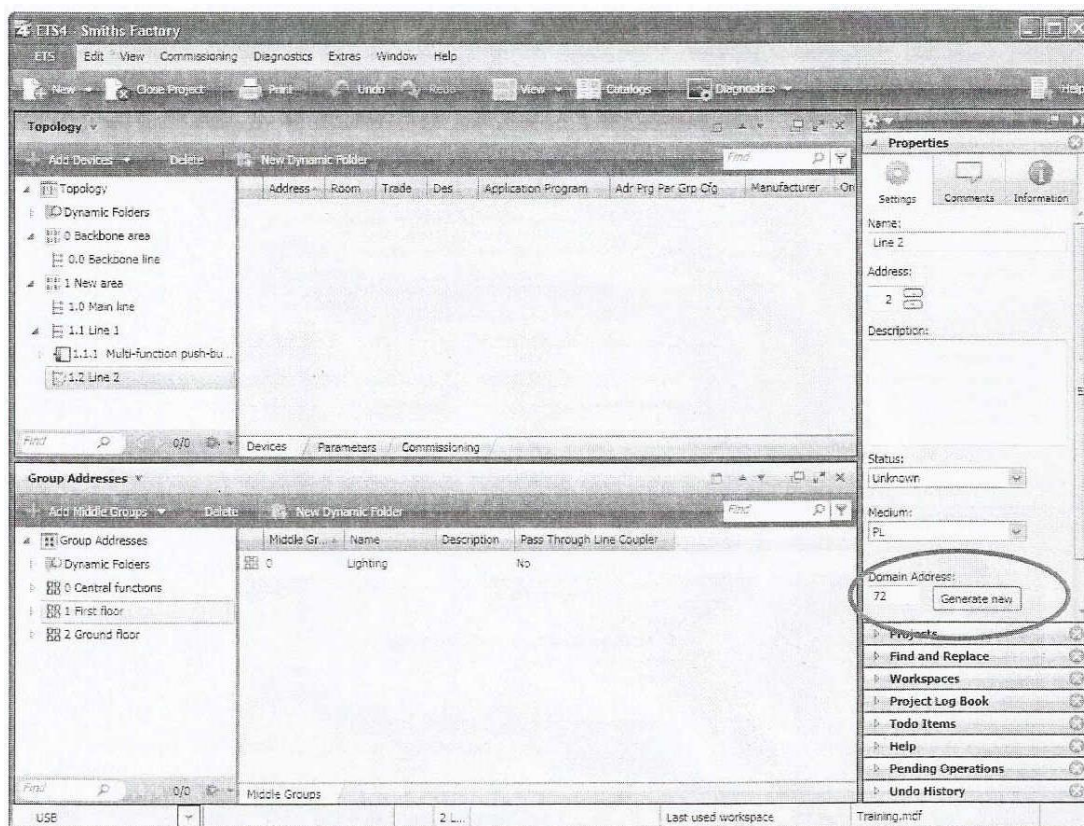 ETS4 - Smiths Factory
ETS Edit View Commissioning Diagnostics Extras Window Help
New Close Project Print Undo Redo View Catalogs Diagnostics Help
Topology
Add Devices Delete New Dynamic Folder Find
Topology
Dynamic Folders
0 Backbone area
0.0 Backbone line
1 New area
1.0 Main line
1.1 Line 1
1.1.1 Multi-function push-bu...
1.2 Line 2
Find 0/0
Address Room Trade Des Application Program Adr Prg Par Grp Cfg Manufacturer
Devices Parameters Commissioning
Group Addresses
Add Middle Groups Delete New Dynamic Folder Find
Group Addresses
Dynamic Folders
0 Central functions
1 First floor
2 Ground floor
Find 0/0
Middle Gr... Name Description Pass Through Line Coupler
0 Lighting No
Middle Groups
Properties
Settings Comments Information
Name:
Line 2
Address:
2
Description:
Status:
Unknown
Medium:
PL
Domain Address:
72 Generate new
Projects
Find and Replace
Workspaces
Project Log Book
Todo Items
Help
Pending Operations
Undo History
USB 2 L... Last used workspace Training.mdf